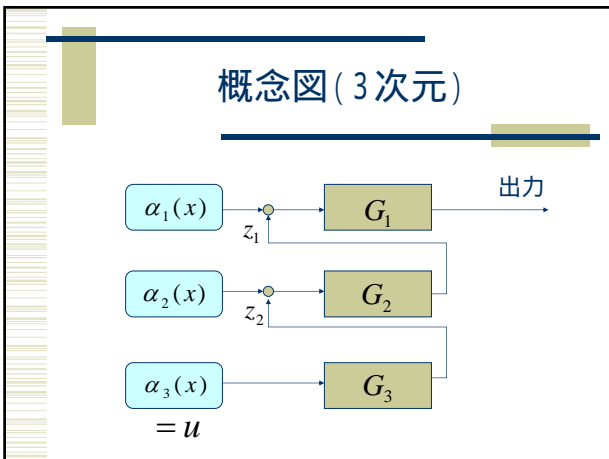 概念図(3次元)
出力
α₁(x)
G₁
z₁
α₂(x)
G₂
z₂
α₃(x)
G₃
= u